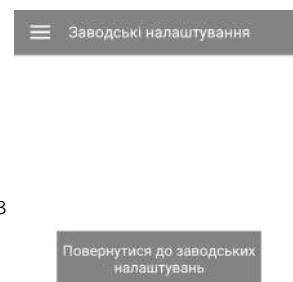 Заводські налаштування
в
Повернутися до заводських
налаштувань